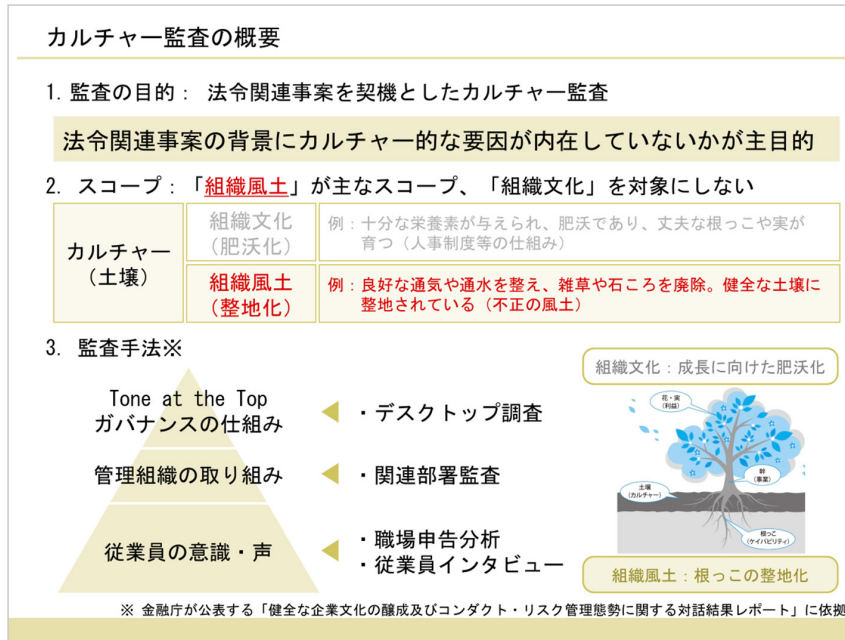 カルチャー監査の概要
1. 監査の目的： 法令関連事案を契機としたカルチャー監査
法令関連事案の背景にカルチャー的な要因が内在していないかが主目的
2. スコープ：「組織風土」が主なスコープ、「組織文化」を対象にしない
カルチャー
（土壌）
組織文化
（肥沃化）
例：十分な栄養素が与えられ、肥沃であり、丈夫な根っこや実が
育つ（人事制度等の仕組み）
組織風土
（整地化）
例：良好な通気や通水を整え、雑草や石ころを廃除。健全な土壌に
整地されている（不正の風土）
3. 監査手法※
Tone at the Top
ガバナンスの仕組み
・デスクトップ調査
管理組織の取り組み
・関連部署監査
従業員の意識・声
・職場申告分析
・従業員インタビュー
組織文化：成長に向けた肥沃化
花・実
（利益）
幹
（事業）
土壌
（カルチャー）
根っこ
（ケイパビリティ）
組織風土：根っこの整地化
※ 金融庁が公表する「健全な企業文化の醸成及びコンダクト・リスク管理態勢に関する対話結果レポート」に依拠